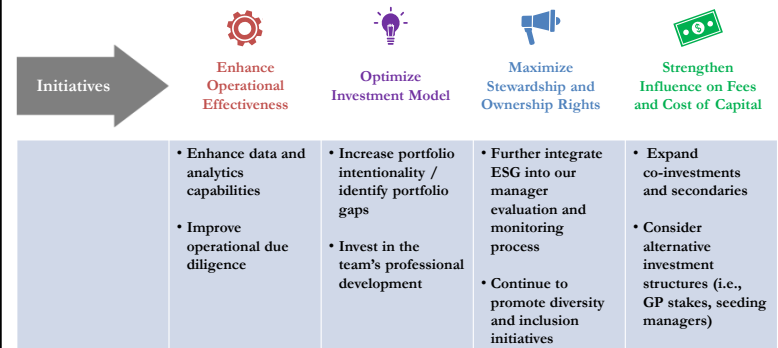 Initiatives
Enhance
Operational
Effectiveness
Optimize
Investment Model
Maximize
Stewardship and
Ownership Rights
Strengthen
Influence on Fees
and Cost of Capital
• Enhance data and
analytics
capabilities
• Improve
operational due
diligence
• Increase portfolio
intentionality /
identify portfolio
gaps
• Invest in the
team's professional
development
• Further integrate
ESG into our
manager
evaluation and
monitoring
process
• Continue to
promote diversity
and inclusion
initiatives
• Expand
co-investments
and secondaries
• Consider
alternative
investment
structures (i.e.,
GP stakes, seeding
managers)